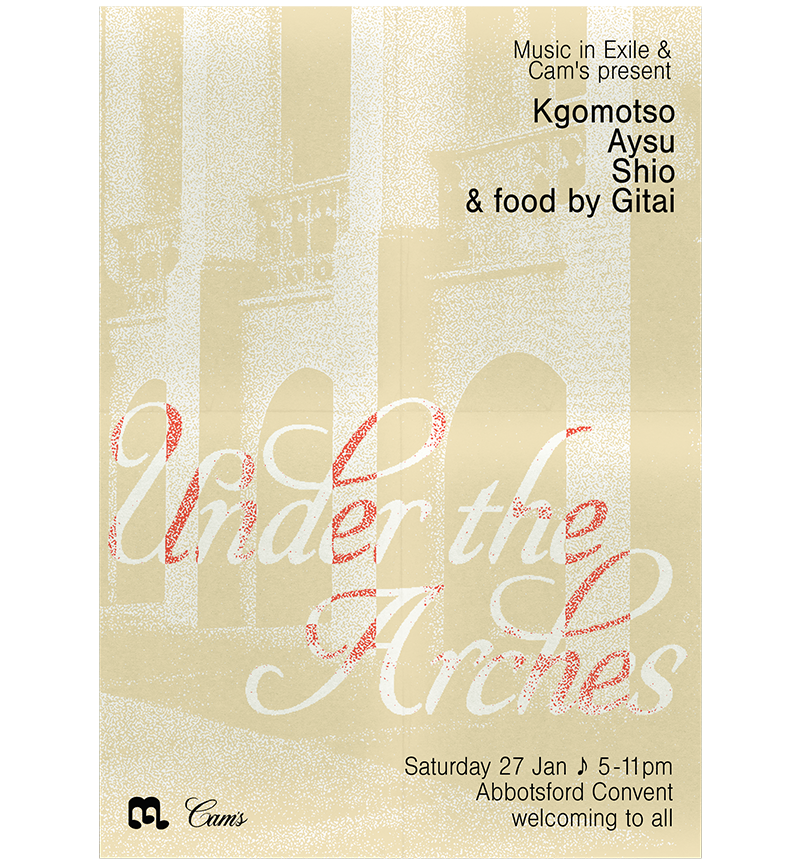 Music in Exile &
Cam's present
Kgomotso
Aysu
Shio
& food by Gitai
Under the
Arches
Saturday 27 Jan ♪ 5-11pm
Abbotsford Convent
welcoming to all
Cam's